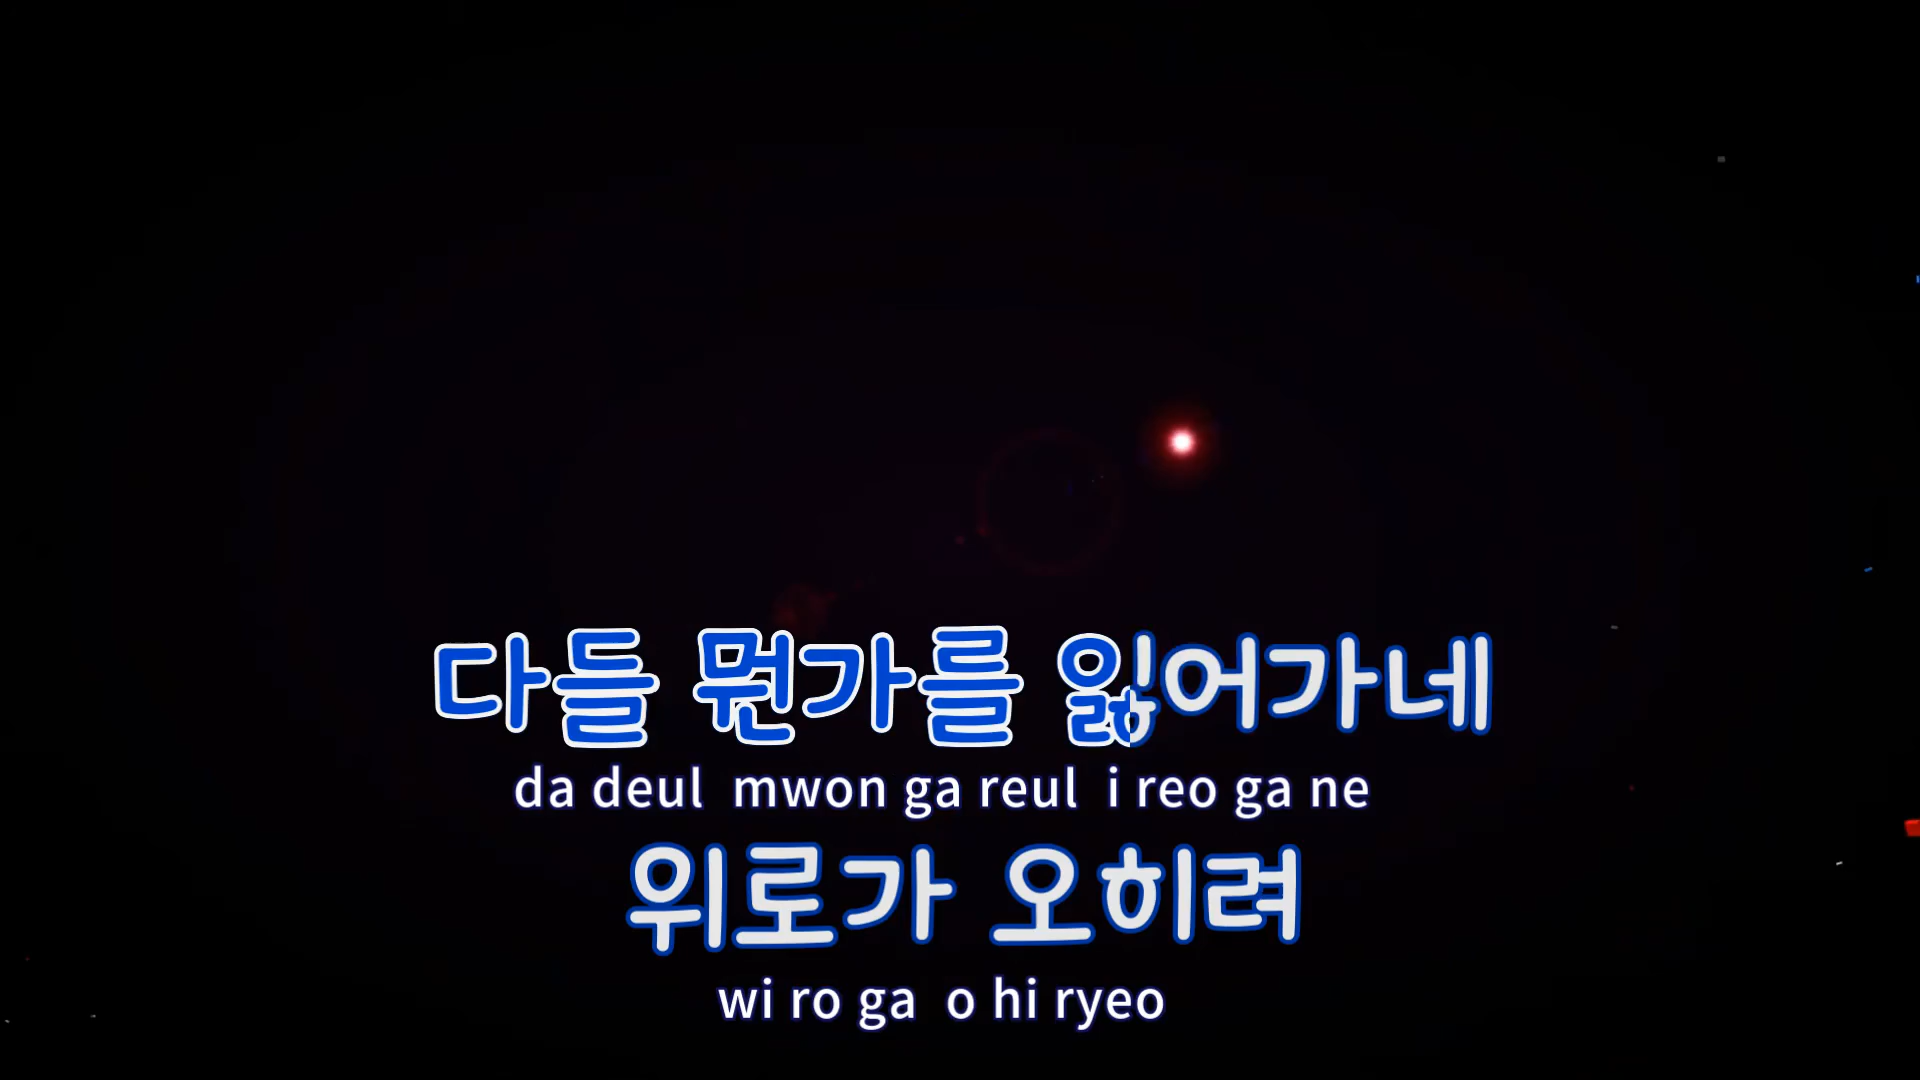 다들 뭔가를 잃어가네
da deul mwon ga reul i reo ga ne
위로가 오히려
wi ro ga o hi ryeo